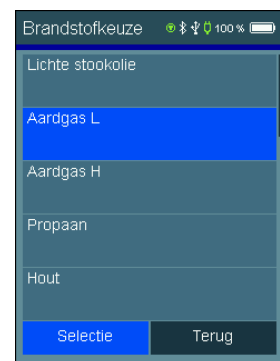 Brandstofkeuze 100 %
Lichte stookolie
Aardgas L
Aardgas H
Propaan
Hout
Selectie Terug